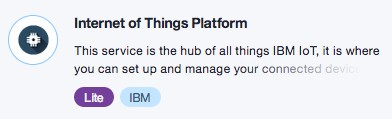 Internet of Things Platform
This service is the hub of all things IBM IoT, it is where
you can set up and manage your connected device
Lite IBM